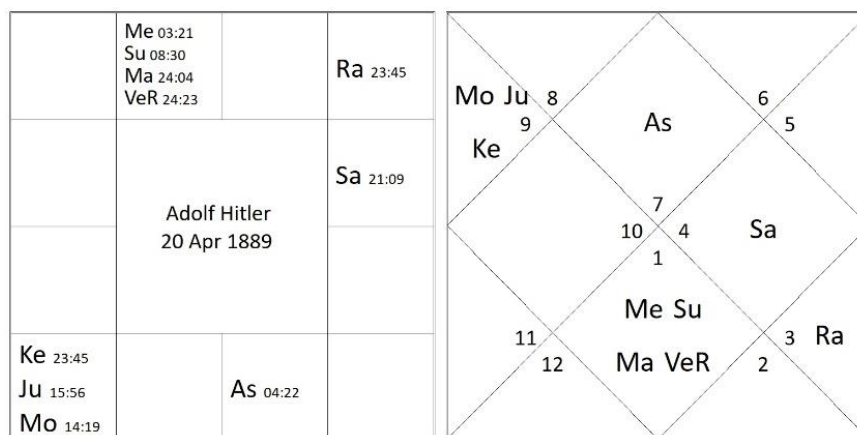 Me 03:21
Su 08:30
Ma 24:04
VeR 24:23
Ra 23:45
Sa 21:09
Adolf Hitler
20 Apr 1889
Ke 23:45
Ju 15:56
Mo 14:19
As 04:22
Mo Ju 8
9
Ke
As
6
5
7
10 4
1
Sa
Me Su
Ma VeR
11
12
3 Ra
2